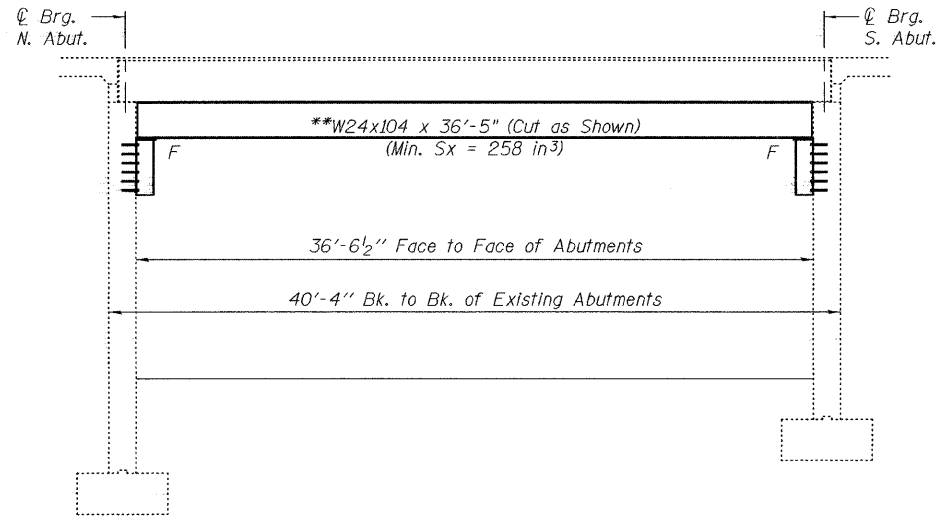 ℄ Brg.
N. Abut.
℄ Brg.
S. Abut.
**W24x104 x 36'-5" (Cut as Shown)
(Min. Sx = 258 in³)
F
F
36'-6½" Face to Face of Abutments
40'-4" Bk. to Bk. of Existing Abutments